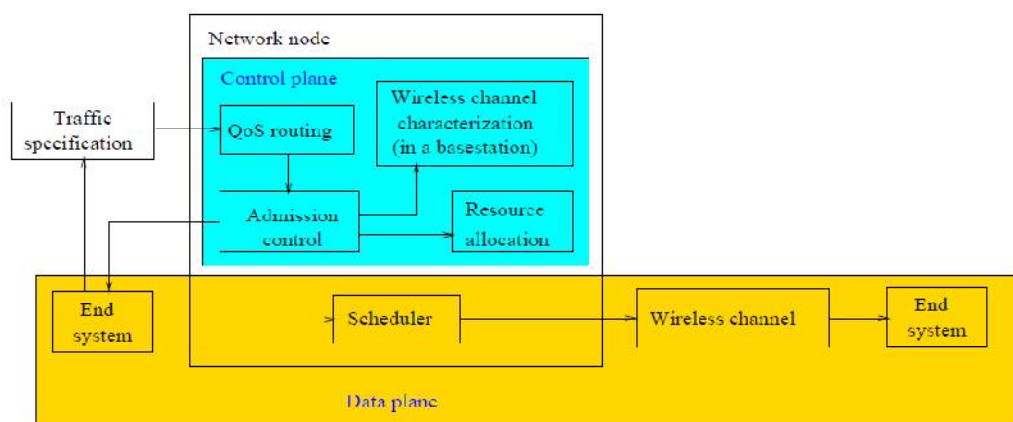 Network node
Control plane
Wireless channel
characterization
(in a basestation)
Traffic
specification
QoS routing
Admission
control
Resource
allocation
End
system
Scheduler
Wireless channel
End
system
Data plane